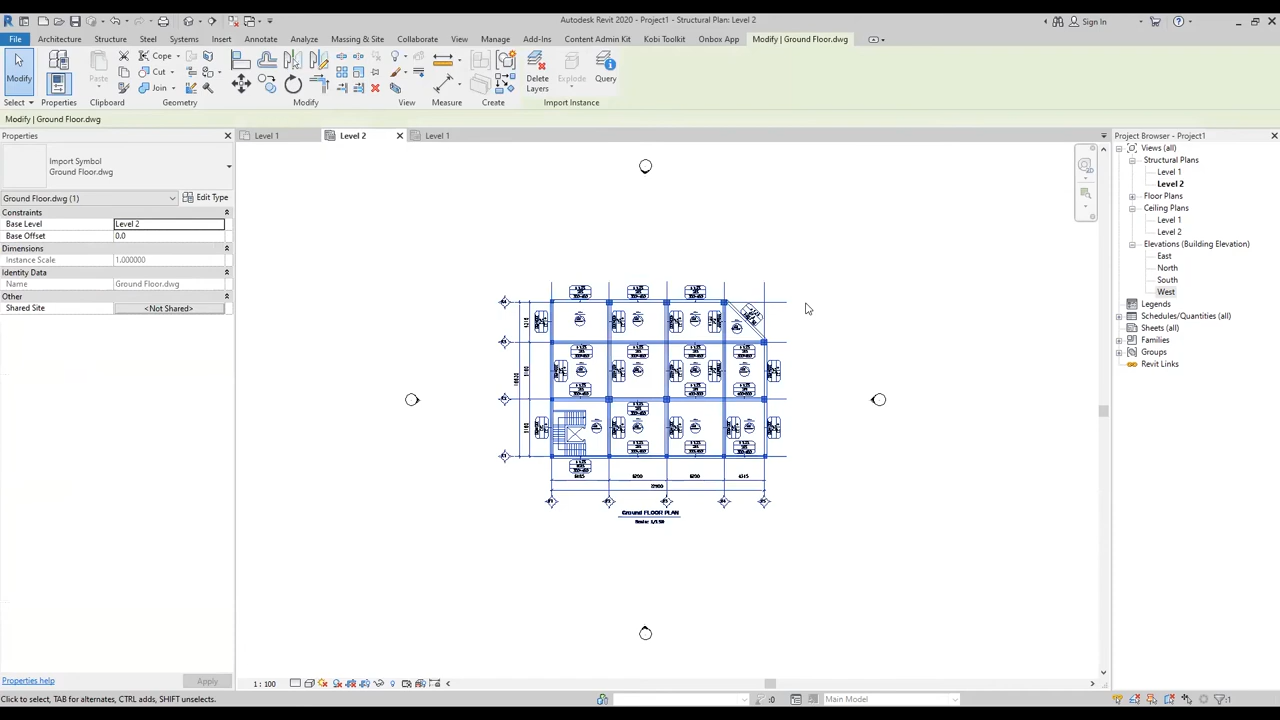 Autodesk Revit 2020 - Project1 - Structural Plan: Level 2
Sign In
File Architecture Structure Steel Systems Insert Annotate Analyze Massing & Site Collaborate View Manage Add-Ins Content Admin Kit Kobi Toolkit Onbox App Modify | Ground Floor.dwg
Modify Paste Cope Cut Join Delete Layers Explode Query
Select Properties Clipboard Geometry Modify View Measure Create Import Instance
Modify | Ground Floor.dwg
Properties
Import Symbol
Ground Floor.dwg
Ground Floor.dwg (1) Edit Type
Constraints
Base Level Level 2
Base Offset 0.0
Dimensions
Instance Scale 1.000000
Identity Data
Name Ground Floor.dwg
Other
Shared Site <Not Shared>
Properties help Apply
Level 1 Level 2 Level 1
Ground FLOOR PLAN
Scale: 1/150
Project Browser - Project1
Views (all)
Structural Plans
Level 1
Level 2
Floor Plans
Ceiling Plans
Level 1
Level 2
Elevations (Building Elevation)
East
North
South
West
Legends
Schedules/Quantities (all)
Sheets (all)
Families
Groups
Revit Links
1 : 100
Click to select, TAB for alternates, CTRL adds, SHIFT unselects.
:0 Main Model :1